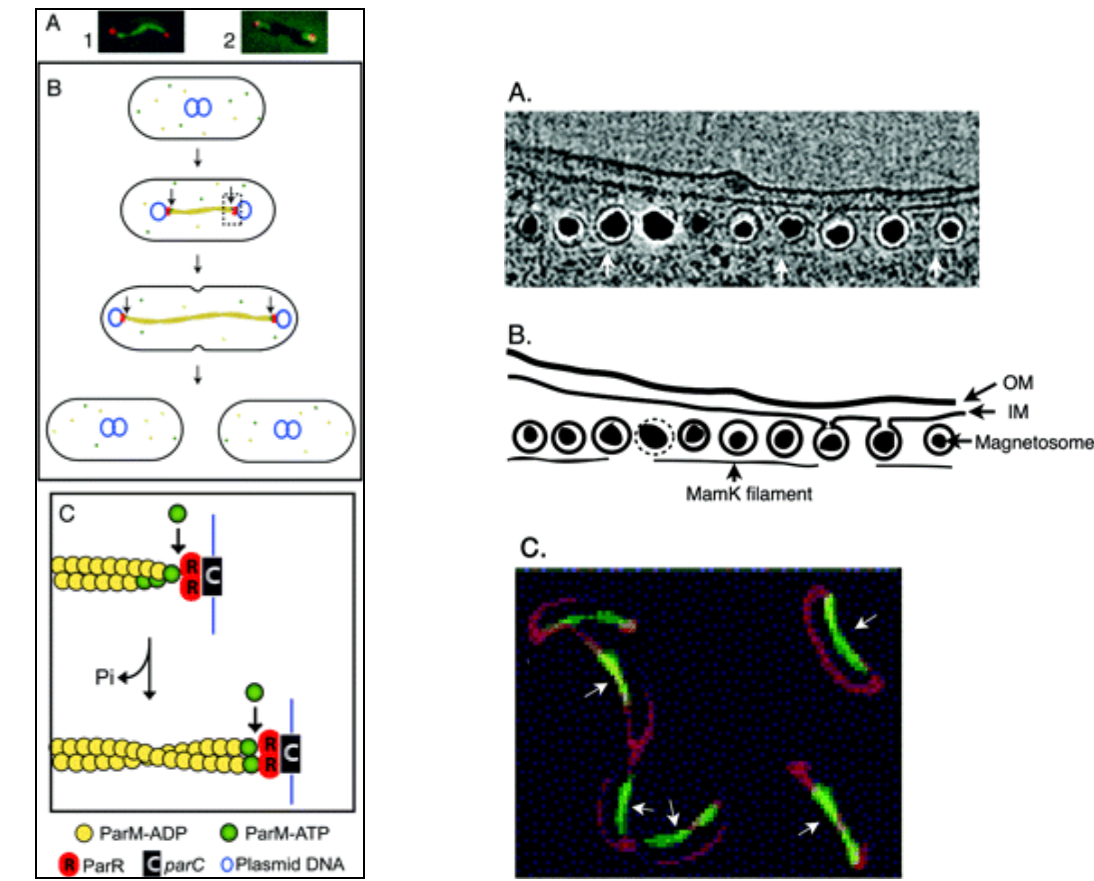 A
1
2
B
C
R
R
C
Pi
R
R
C
ParM-ADP
ParM-ATP
R ParR
C parC
Plasmid DNA
A.
B.
OM
IM
Magnetosome
MamK filament
C.